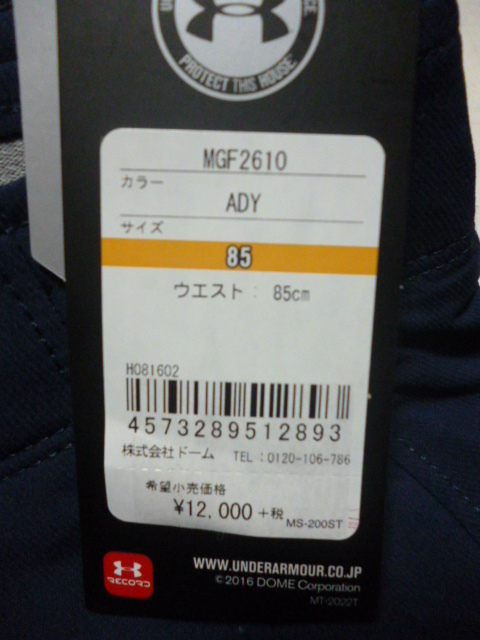 PROTECT THIS HOUSE
MGF2610
カラー
ADY
サイズ
85
ウエスト： 85cm
H081602
4573289512893
株式会社ドーム TEL：0120-106-786
希望小売価格
¥12,000 +税
MS-200ST
RECORD
WWW.UNDERARMOUR.CO.JP
©2016 DOME Corporation
MT-2022T